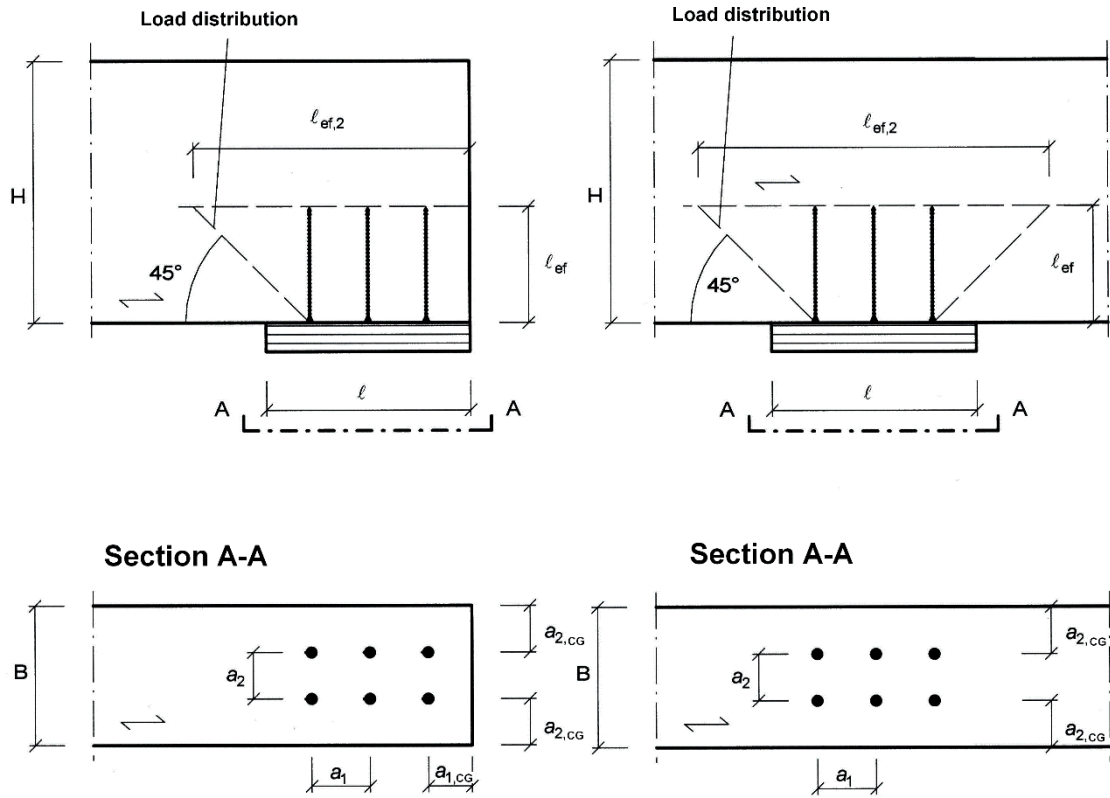 Load distribution
Load distribution
ℓef,2
ℓef,2
H
H
45°
ℓef
45°
ℓef
ℓ
ℓ
A
A
A
A
Section A-A
Section A-A
B
a2
a2,CG
a2,CG
a1
a1,CG
B
a2
a2,CG
a2,CG
a1